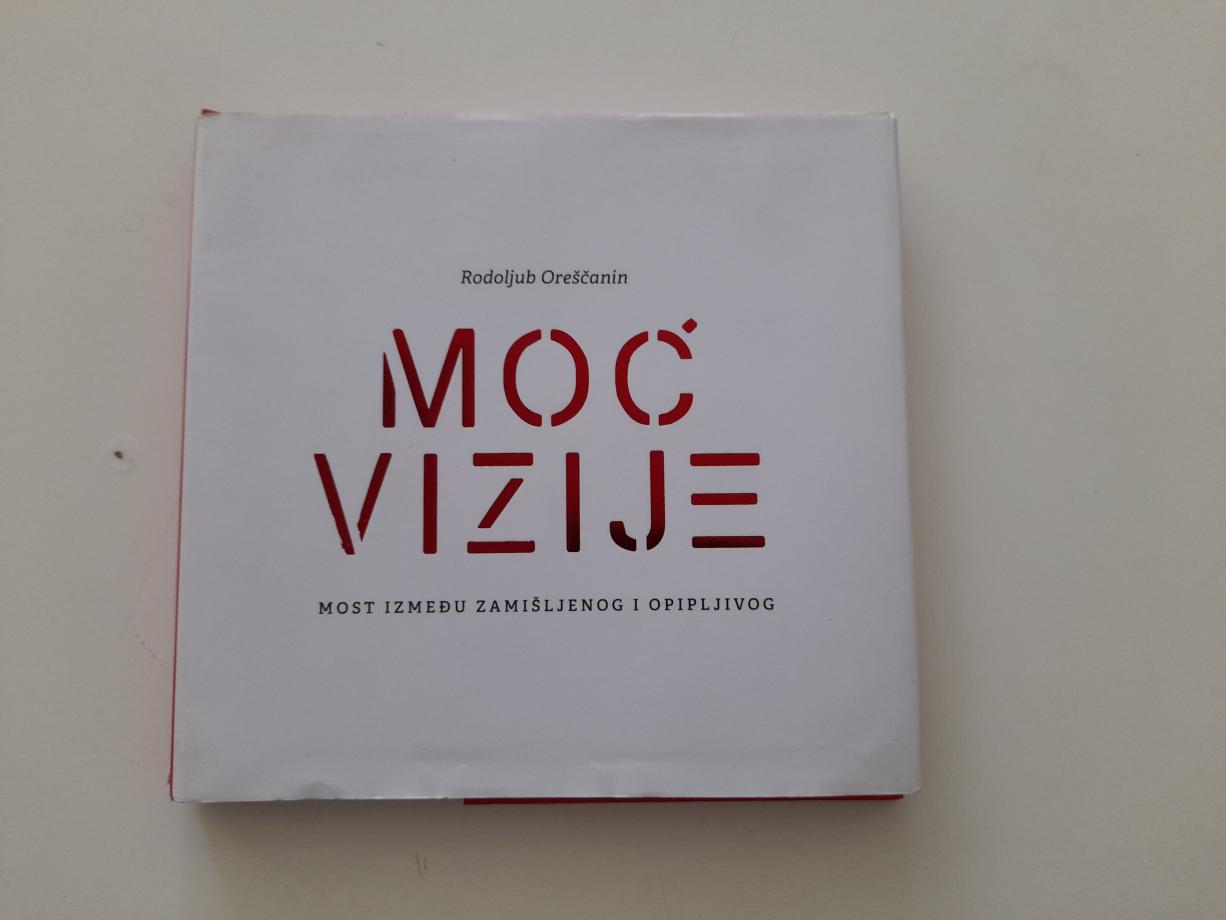 Rodoljub Oreščanin
MOĆ
VIZIJE
MOST IZMEĐU ZAMIŠLJENOG I OPIPLJIVOG